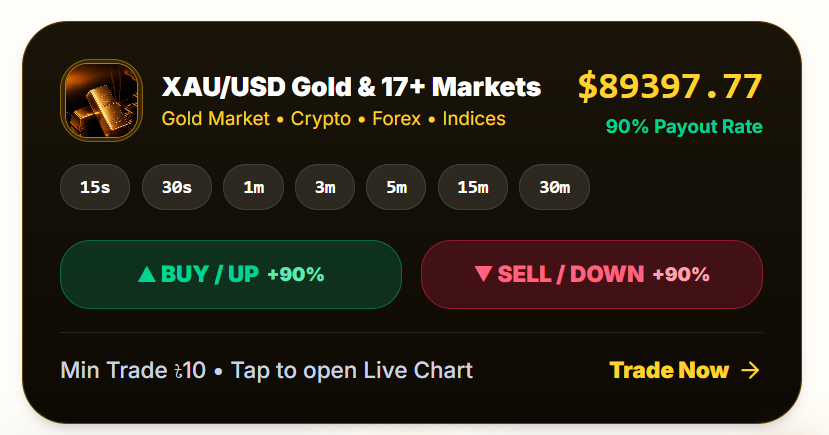 XAU/USD Gold & 17+ Markets
$89397.77
Gold Market • Crypto • Forex • Indices
90% Payout Rate
15s 30s 1m 3m 5m 15m 30m
▲ BUY / UP +90%
▼ SELL / DOWN +90%
Min Trade ৳10 • Tap to open Live Chart
Trade Now →